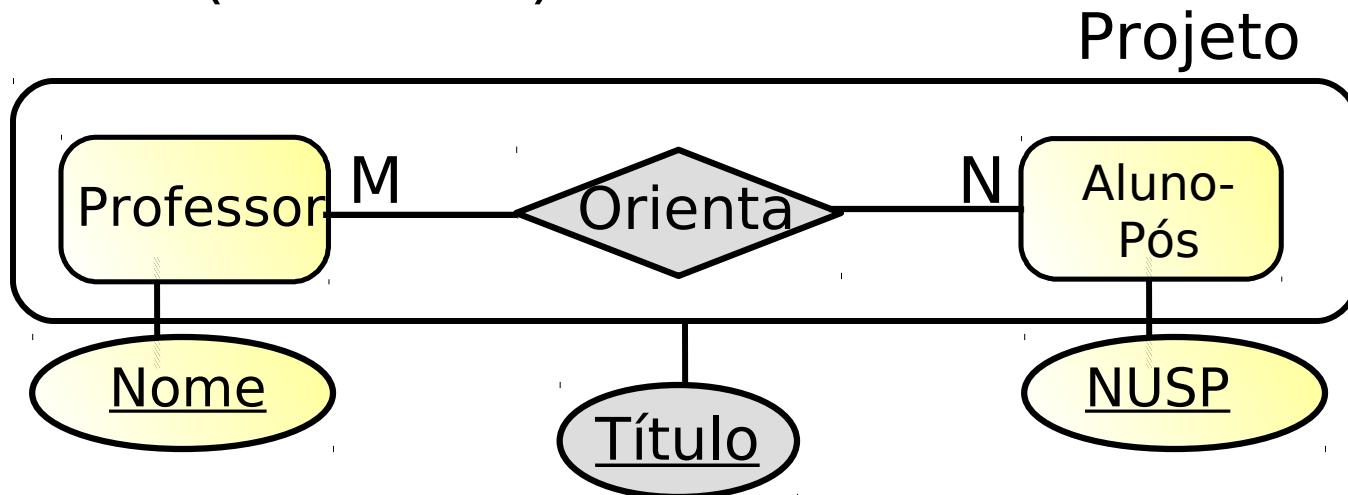 Projeto
Professor
M
Orienta
N
Aluno-
Pós
Nome
Título
NUSP